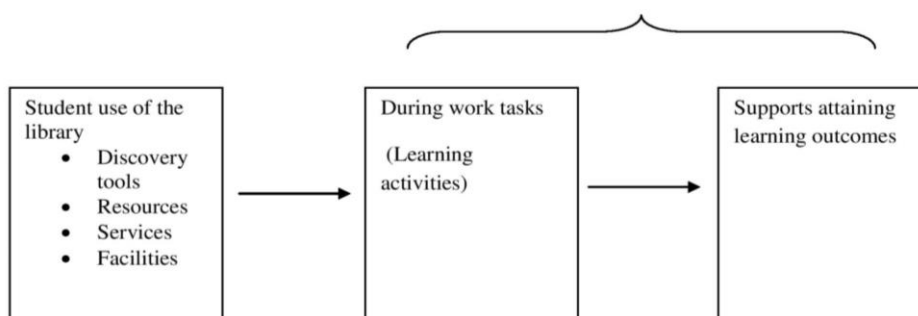 Student use of the
library
• Discovery
tools
• Resources
• Services
• Facilities
During work tasks
(Learning
activities)
Supports attaining
learning outcomes